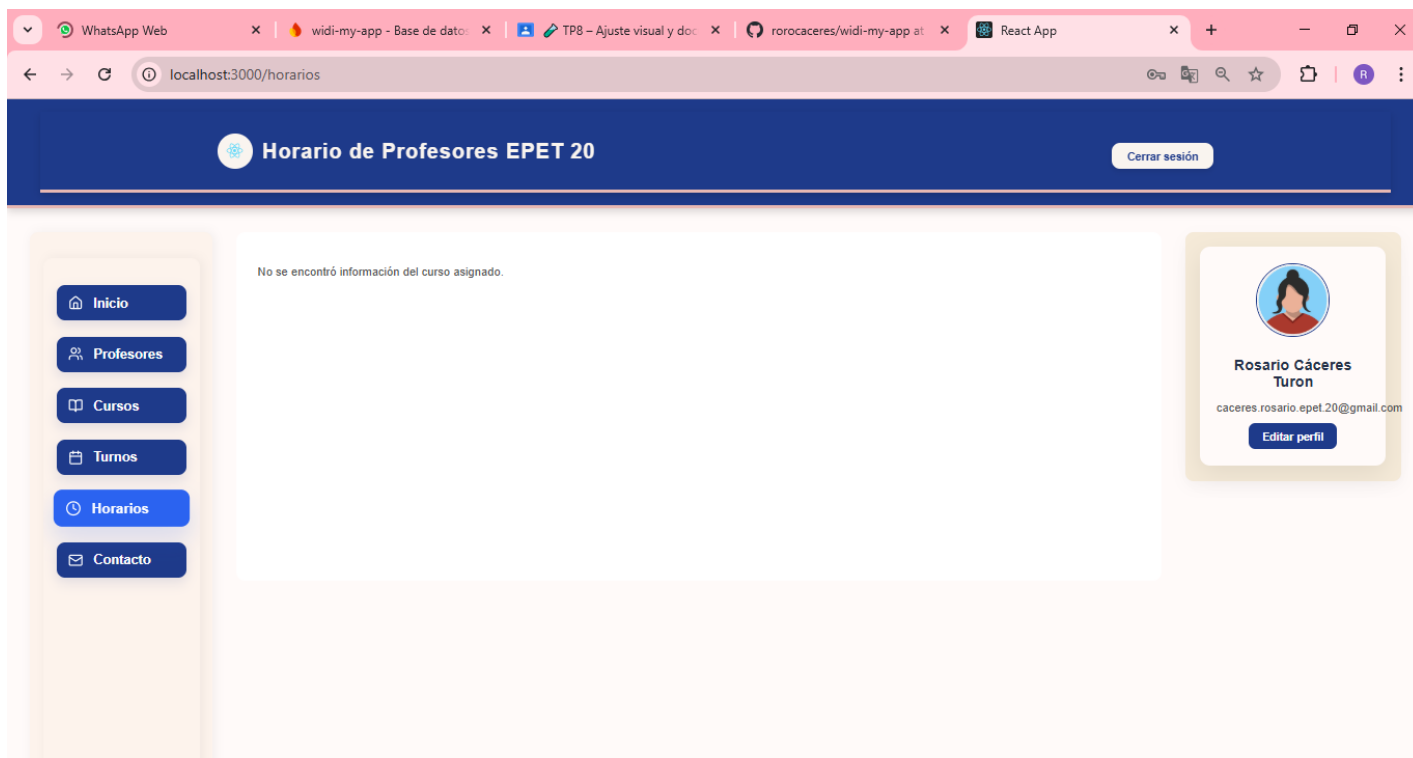 WhatsApp Web
widi-my-app - Base de datos
TP8 – Ajuste visual y doc
rorocaceres/widi-my-app at
React App
localhost:3000/horarios
R
Horario de Profesores EPET 20
Cerrar sesión
Inicio
Profesores
Cursos
Turnos
Horarios
Contacto
No se encontró información del curso asignado.
Rosario Cáceres
Turon
caceres.rosario.epet.20@gmail.com
Editar perfil